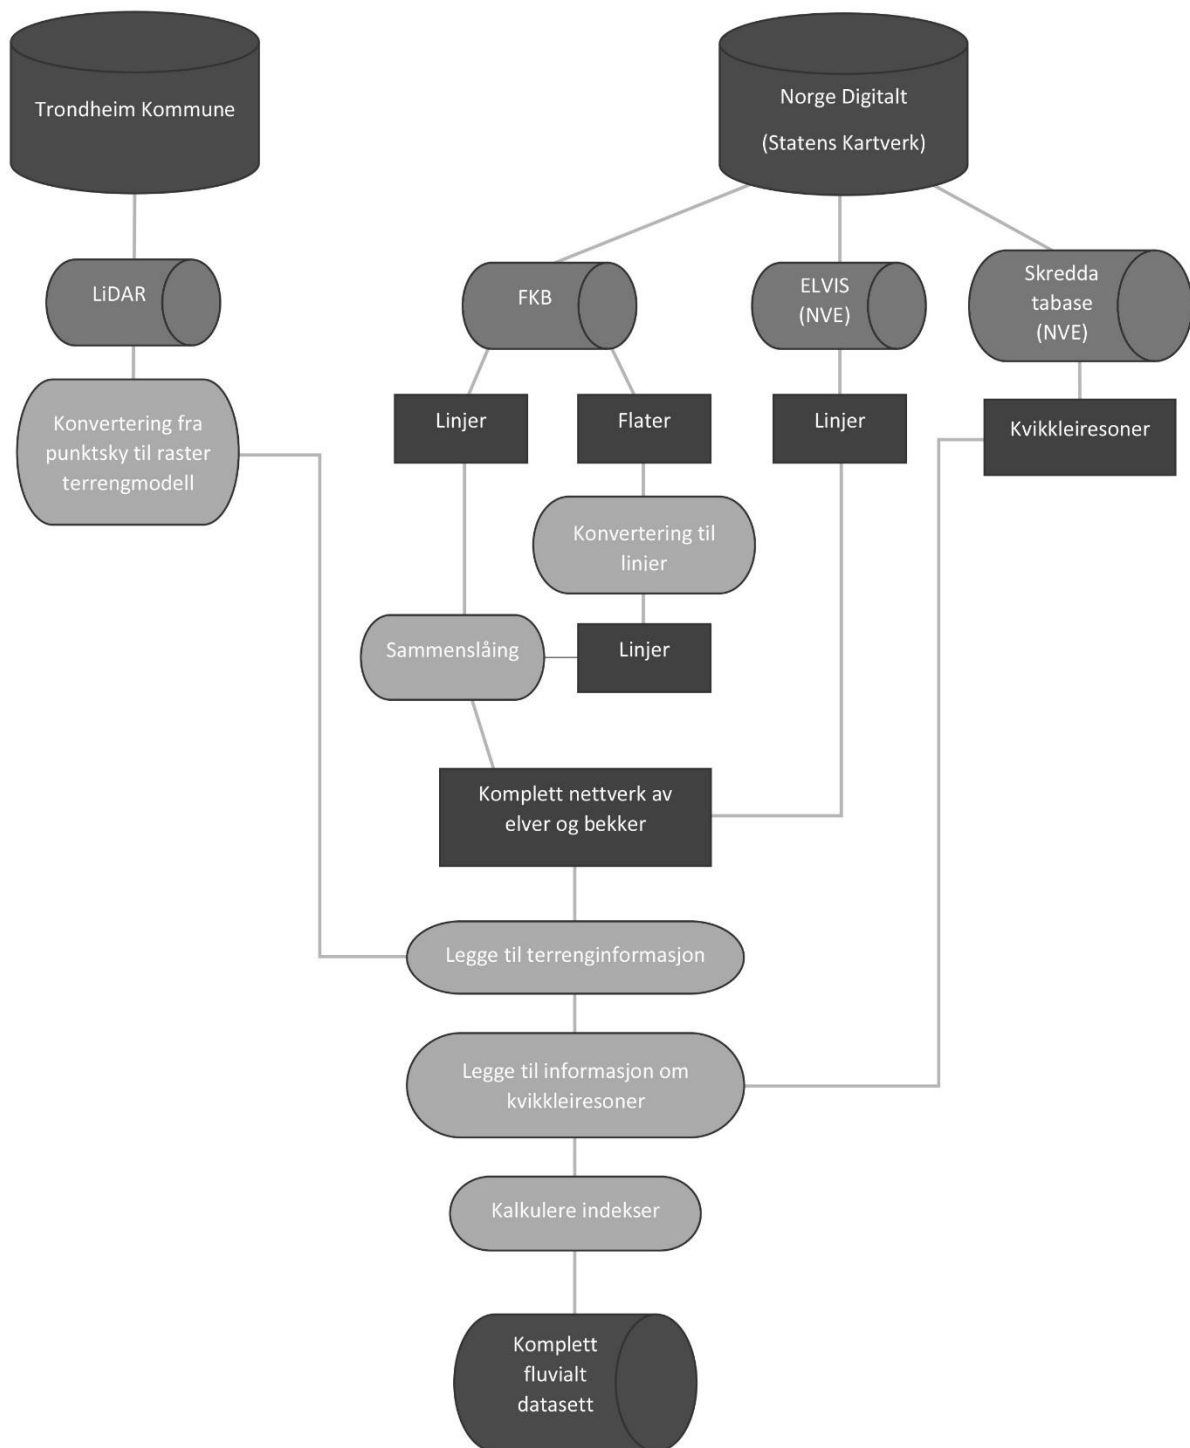 Trondheim Kommune
Norge Digitalt
(Statens Kartverk)
LiDAR
FKB
ELVIS
(NVE)
Skredda
tabase
(NVE)
Konvertering fra
punktsky til raster
terrengmodell
Linjer
Flater
Linjer
Kvikkleiresoner
Konvertering til
linjer
Sammenslåing
Linjer
Komplett nettverk av
elver og bekker
Legge til terrenginformasjon
Legge til informasjon om
kvikkleiresoner
Kalkulere indekser
Komplett
fluvialt
datasett